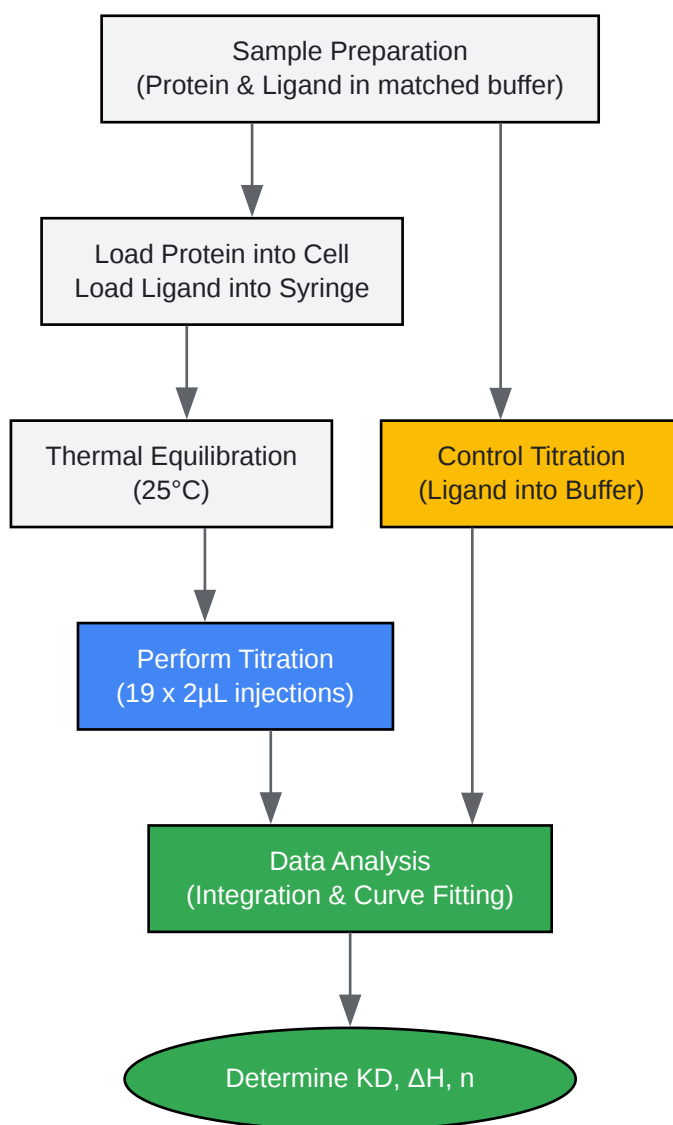 Sample Preparation
(Protein & Ligand in matched buffer)
Load Protein into Cell
Load Ligand into Syringe
Thermal Equilibration
(25°C)
Control Titration
(Ligand into Buffer)
Perform Titration
(19 x 2µL injections)
Data Analysis
(Integration & Curve Fitting)
Determine KD, ΔH, n